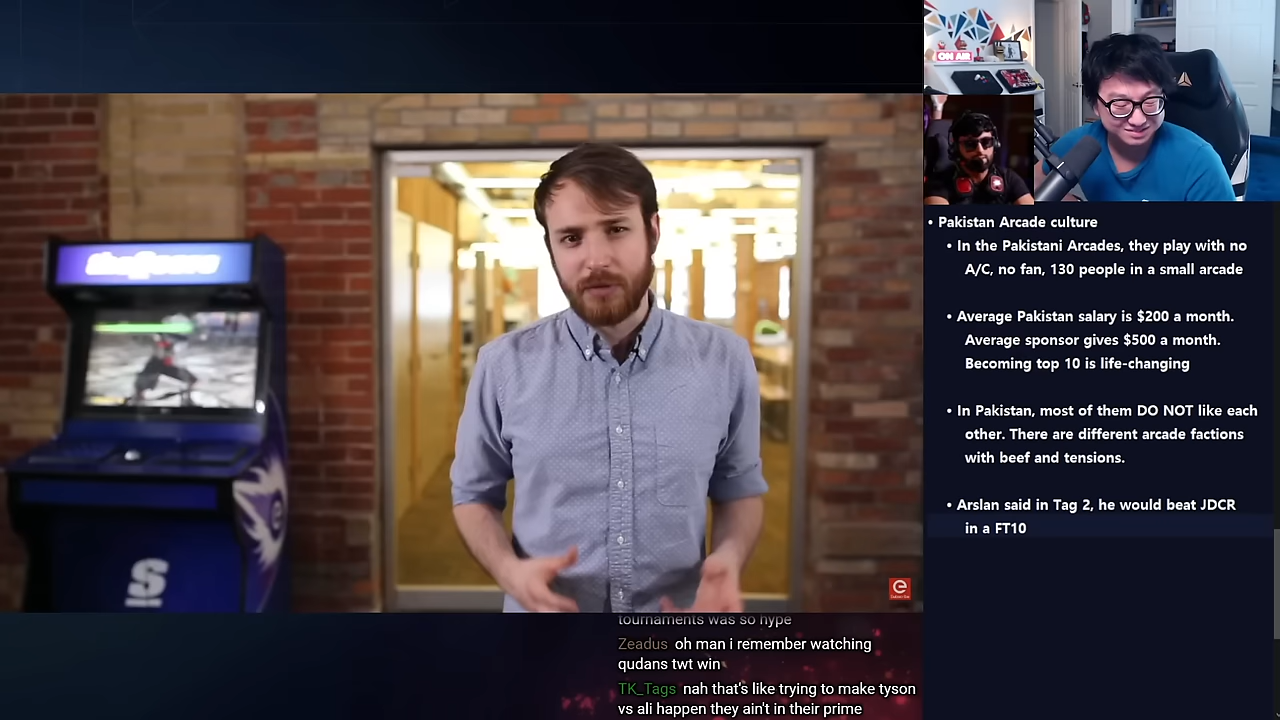 ON AIR
theScore
S
• Pakistan Arcade culture
• In the Pakistani Arcades, they play with no
A/C, no fan, 130 people in a small arcade
• Average Pakistan salary is $200 a month.
Average sponsor gives $500 a month.
Becoming top 10 is life-changing
• In Pakistan, most of them DO NOT like each
other. There are different arcade factions
with beef and tensions.
• Arslan said in Tag 2, he would beat JDCR
in a FT10
tournaments was so hype
Zeadus oh man i remember watching
qudans twt win
TK_Tags nah that's like trying to make tyson
vs ali happen they ain't in their prime